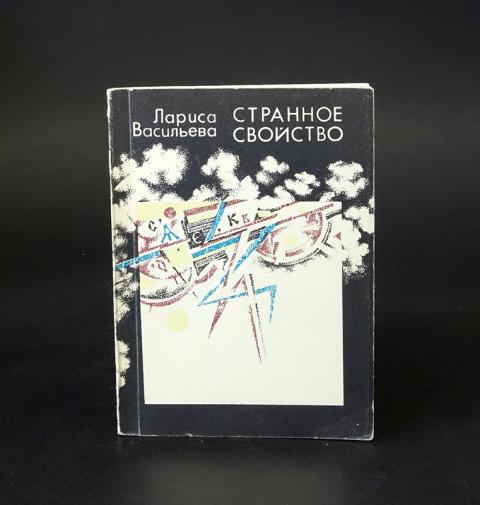 Лариса
Васильева
СТРАННОЕ
СВОЙСТВО
С Ж
К В А